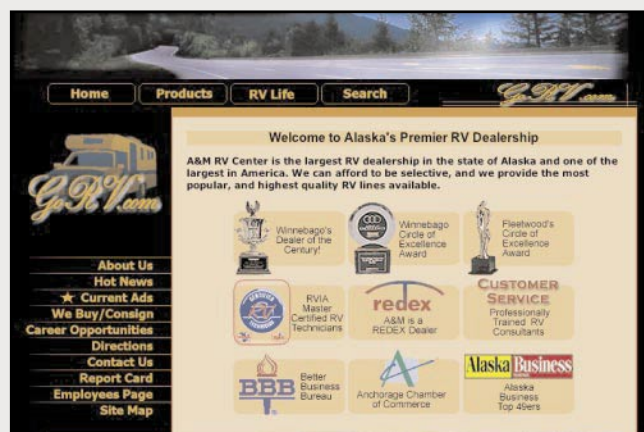 Home Products RV Life Search GoRV.com
GoRV.com
About Us
Hot News
Current Ads
We Buy/Consign
Career Opportunities
Directions
Contact Us
Report Card
Employees Page
Site Map
Welcome to Alaska's Premier RV Dealership
A&M RV Center is the largest RV dealership in the state of Alaska and one of the
largest in America. We can afford to be selective, and we provide the most
popular, and highest quality RV lines available.
Winnebago's
Dealer of the
Century!
Winnebago
Circle of
Excellence
Award
Fleetwood's
Circle of
Excellence
Award
CERTIFIED
RV
TECHNICIAN
RVIA
Master
Certified RV
Technicians
redex
A&M is a
REDEX Dealer
CUSTOMER
SERVICE
Professionally
Trained RV
Consultants
BBB
Better
Business
Bureau
Anchorage Chamber
of Commerce
Alaska Business
Alaska
Business
Top 49ers